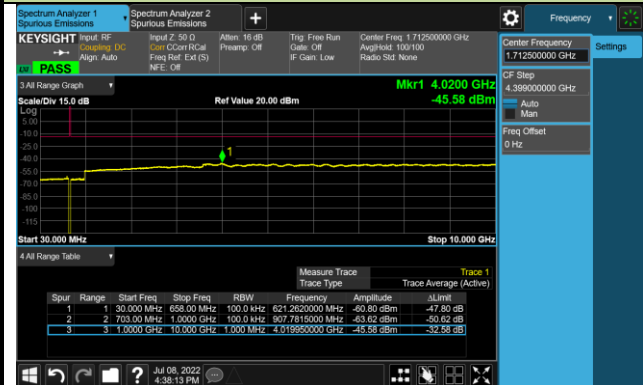 Spectrum Analyzer 1
Spurious Emissions
Spectrum Analyzer 2
Spurious Emissions
Frequency
KEYSIGHT
Input: RF
Coupling: DC
Align: Auto
Input Z: 50 Ω
Corr CCorr RCal
Freq Ref: Ext (S)
NFE: Off
Atten: 16 dB
Preamp: Off
Trig: Free Run
Gate: Off
IF Gain: Low
Center Freq: 1.712500000 GHz
Avg|Hold: 100/100
Radio Std: None
PASS
Center Frequency
1.712500000 GHz
Settings
CF Step
4.399000000 GHz
Auto
Man
Freq Offset
0 Hz
3 All Range Graph
Mkr1 4.0200 GHz
Scale/Div 15.0 dB
Ref Value 20.00 dBm
-45.58 dBm
Log
5.00
-10.0
-25.0
-40.0
-55.0
-70.0
-85.0
-100
-115
1
Start 30.000 MHz
Stop 10.000 GHz
4 All Range Table
Measure Trace Trace 1
Trace Type Trace Average (Active)
Spur Range Start Freq Stop Freq RBW Frequency Amplitude ΔLimit
1 1 30.000 MHz 658.00 MHz 100.0 kHz 621.2620000 MHz -60.80 dBm -47.80 dB
2 2 703.00 MHz 1.0000 GHz 100.0 kHz 907.7815000 MHz -63.62 dBm -50.62 dB
3 3 1.0000 GHz 10.000 GHz 1.000 MHz 4.019950000 GHz -45.58 dBm -32.58 dB
Jul 08, 2022
4:38:13 PM